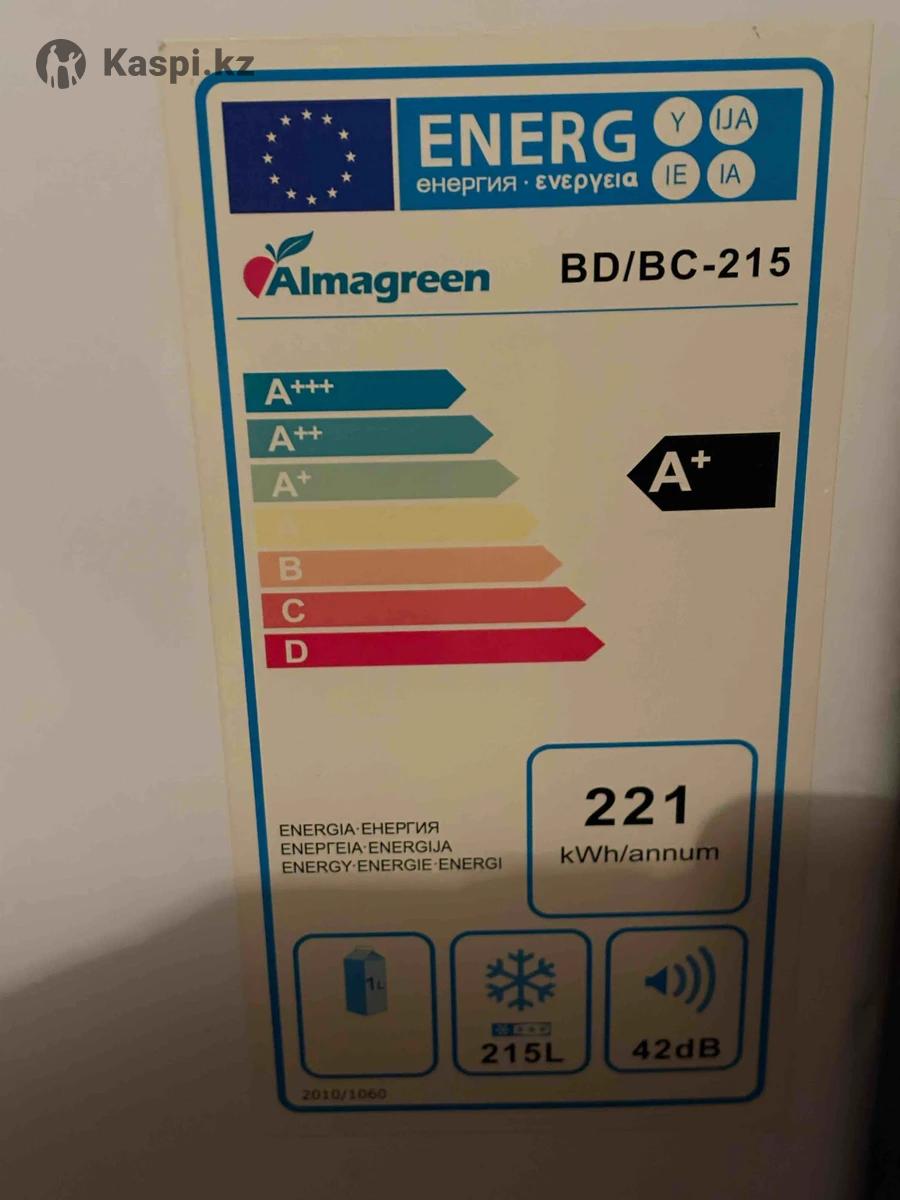 Kaspi.kz
ENERG
енергия · ενεργεια
Y IJA
IE IA
Almagreen
BD/BC-215
A+++
A++
A+
A
B
C
D
A+
221
kWh/annum
ENERGIA·ЕНЕРГИЯ
ΕΝΕΡΓΕΙΑ·ENERGIJA
ENERGY·ENERGIE·ENERGI
1L
215L
42dB
2010/1060